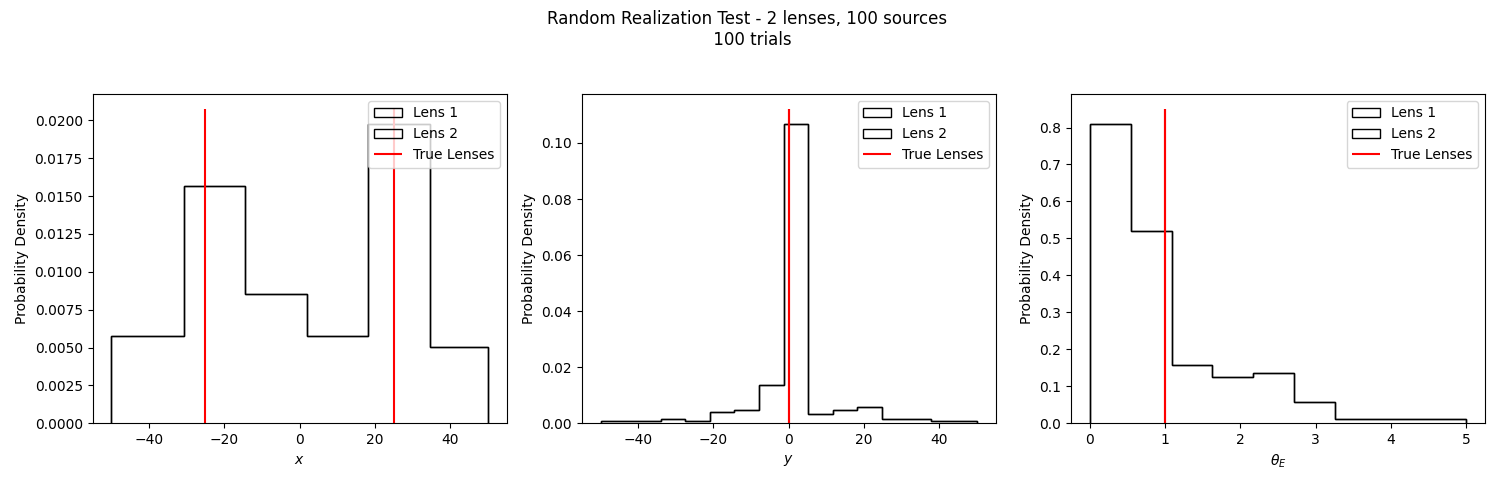 Random Realization Test - 2 lenses, 100 sources
100 trials
Probability Density
0.0200
0.0175
0.0150
0.0125
0.0100
0.0075
0.0050
0.0025
0.0000
Lens 1
Lens 2
True Lenses
−40 −20 0 20 40
x
Probability Density
0.10
0.08
0.06
0.04
0.02
0.00
Lens 1
Lens 2
True Lenses
−40 −20 0 20 40
y
Probability Density
0.8
0.7
0.6
0.5
0.4
0.3
0.2
0.1
0.0
Lens 1
Lens 2
True Lenses
0 1 2 3 4 5
θ_E